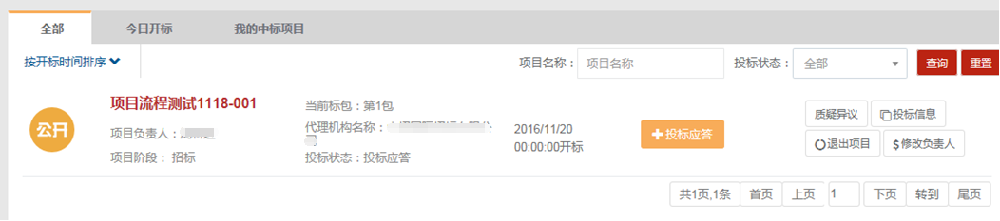 全部 今日开标 我的中标项目
按开标时间排序 项目名称： 项目名称 投标状态： 全部 查询 重置
公开
项目流程测试1118-001
项目负责人：
项目阶段： 招标
当前标包：第1包
代理机构名称：
投标状态：投标应答
2016/11/20
00:00:00开标
投标应答
质疑异议 投标信息
退出项目 $修改负责人
共1页,1条 首页 上页 1 下页 转到 尾页